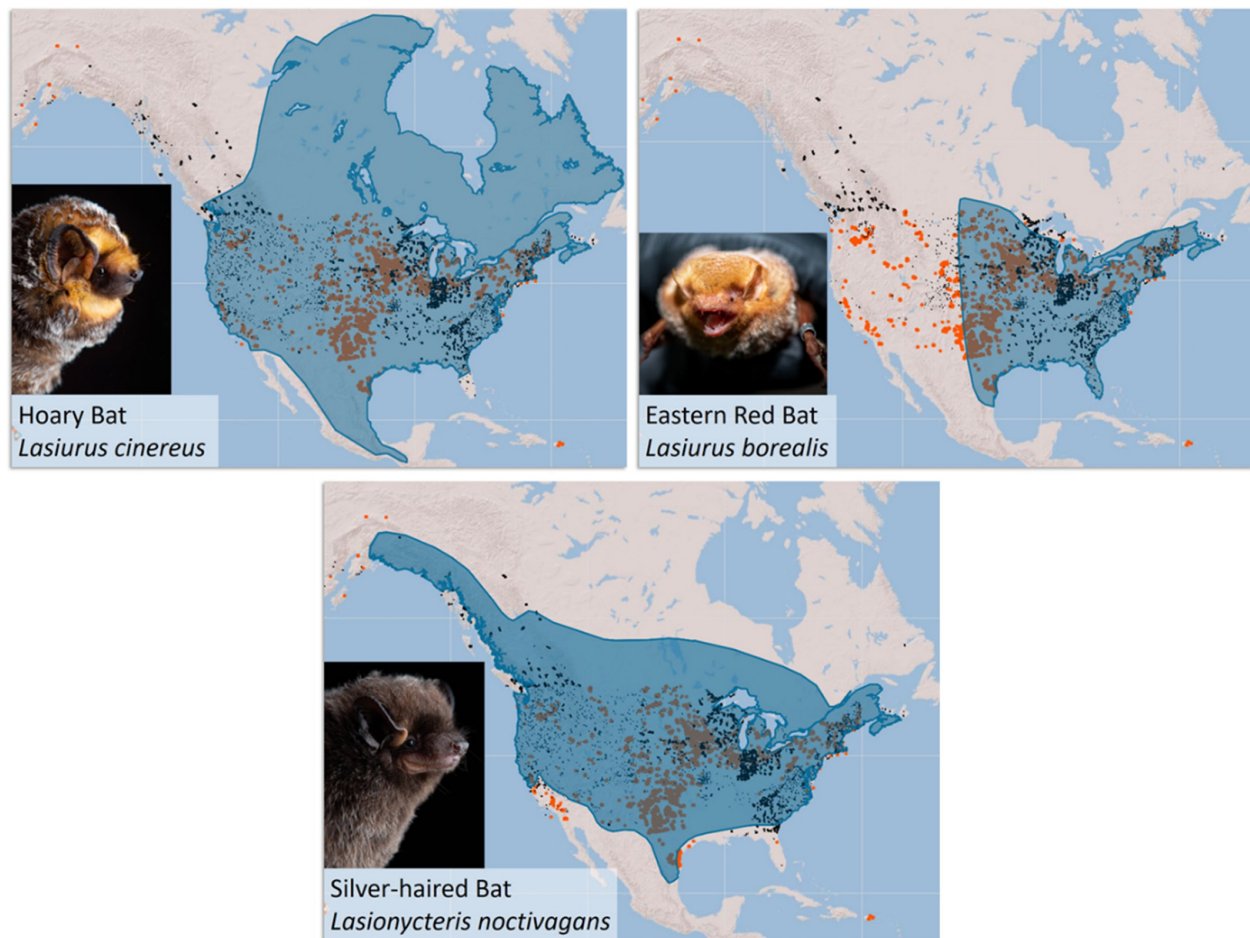 Hoary Bat
Lasiurus cinereus
Eastern Red Bat
Lasiurus borealis
Silver-haired Bat
Lasionycteris noctivagans